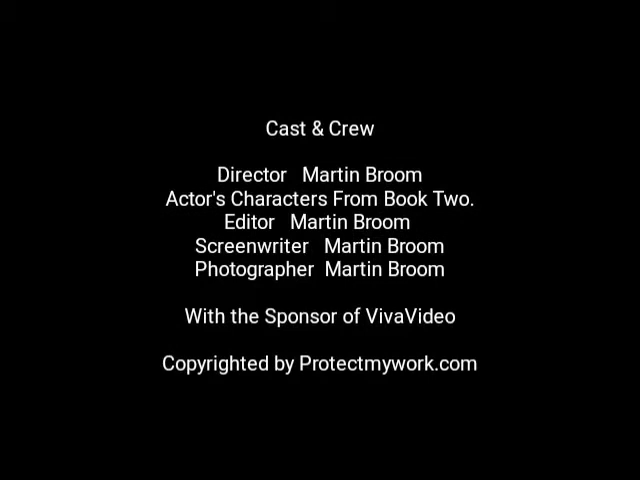 Cast & Crew
Director Martin Broom
Actor's Characters From Book Two.
Editor Martin Broom
Screenwriter Martin Broom
Photographer Martin Broom
With the Sponsor of VivaVideo
Copyrighted by Protectmywork.com